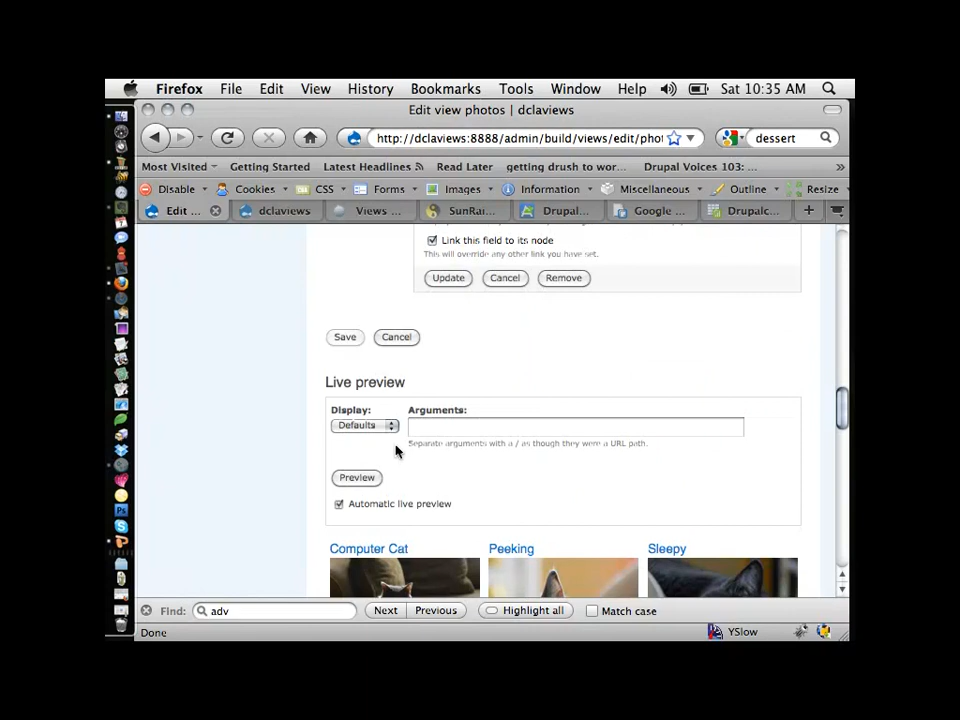 Firefox File Edit View History Bookmarks Tools Window Help Sat 10:35 AM
Edit view photos | dclaviews
http://dclaviews:8888/admin/build/views/edit/phot dessert
Most Visited Getting Started Latest Headlines Read Later getting drush to wor... Drupal Voices 103:... »
Disable Cookies CSS Forms Images Information Miscellaneous Outline Resize
Edit ... dclaviews Views ... SunRai... Drupal... Google ... Drupalc...
Link this field to its node
This will override any other link you have set.
Update Cancel Remove
Save Cancel
Live preview
Display: Arguments:
Defaults
Separate arguments with a / as though they were a URL path.
Preview
Automatic live preview
Computer Cat Peeking Sleepy
Find: adv Next Previous Highlight all Match case
Done YSlow